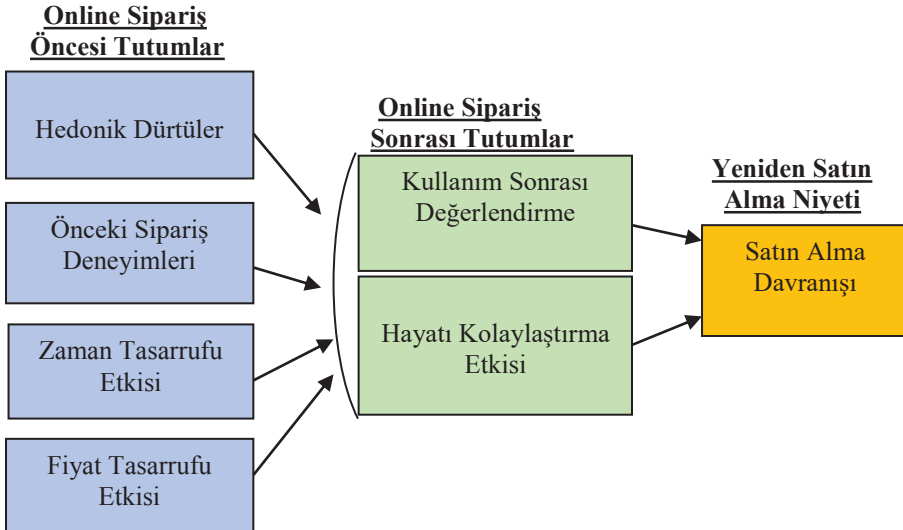 Online Sipariş
Öncesi Tutumlar
Hedonik Dürtüler
Önceki Sipariş
Deneyimleri
Zaman Tasarrufu
Etkisi
Fiyat Tasarrufu
Etkisi
Online Sipariş
Sonrası Tutumlar
Kullanım Sonrası
Değerlendirme
Hayatı Kolaylaştırma
Etkisi
Yeniden Satın
Alma Niyeti
Satın Alma
Davranışı